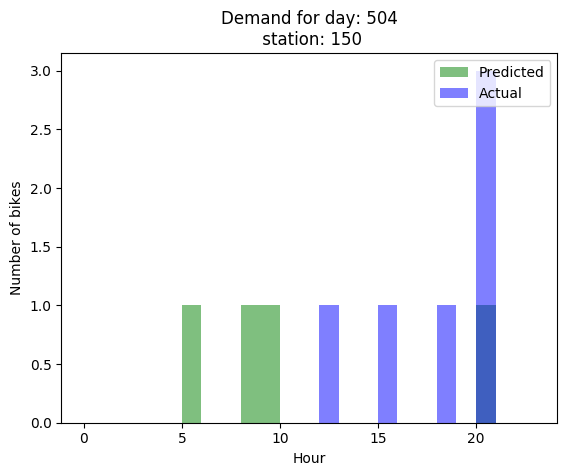 Demand for day: 504
station: 150
3.0
2.5
2.0
1.5
1.0
0.5
0.0
Number of bikes
Predicted
Actual
0 5 10 15 20
Hour